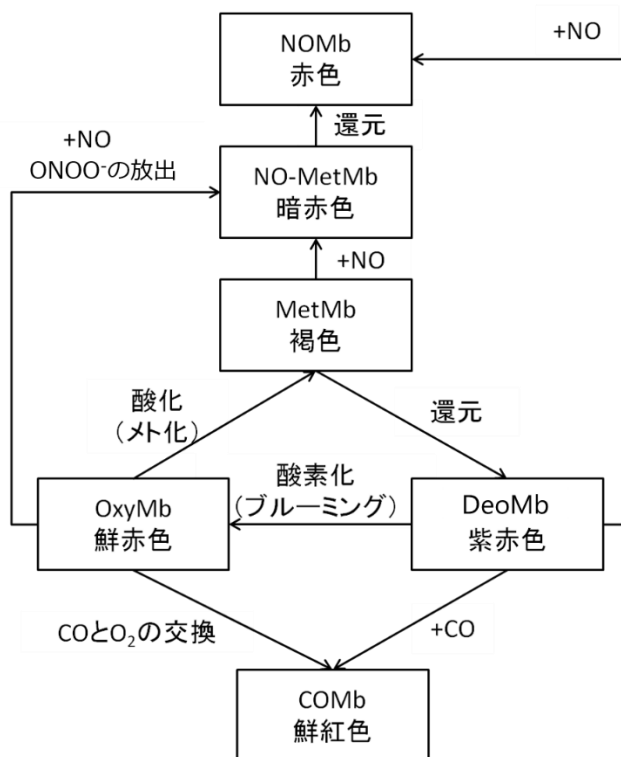 NOMb
赤色
+NO
還元
+NO
ONOO⁻の放出
NO-MetMb
暗赤色
+NO
MetMb
褐色
酸化
（メト化）
還元
OxyMb
鮮赤色
酸素化
（ブルーミング）
DeoMb
紫赤色
COとO₂の交換
+CO
COMb
鮮紅色